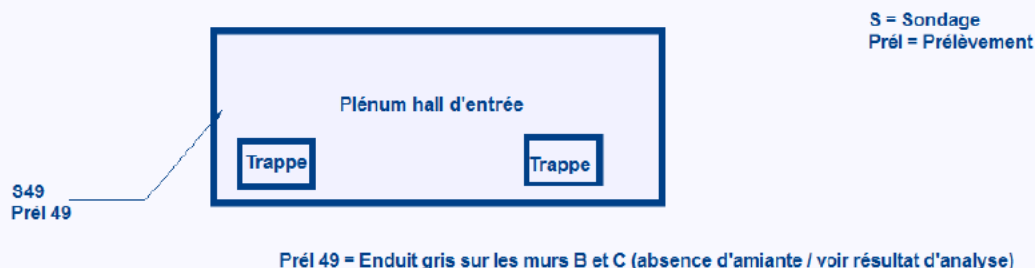 S = Sondage
Prél = Prélèvement
Plénum hall d'entrée
Trappe
Trappe
S49
Prél 49
Prél 49 = Enduit gris sur les murs B et C (absence d'amiante / voir résultat d'analyse)